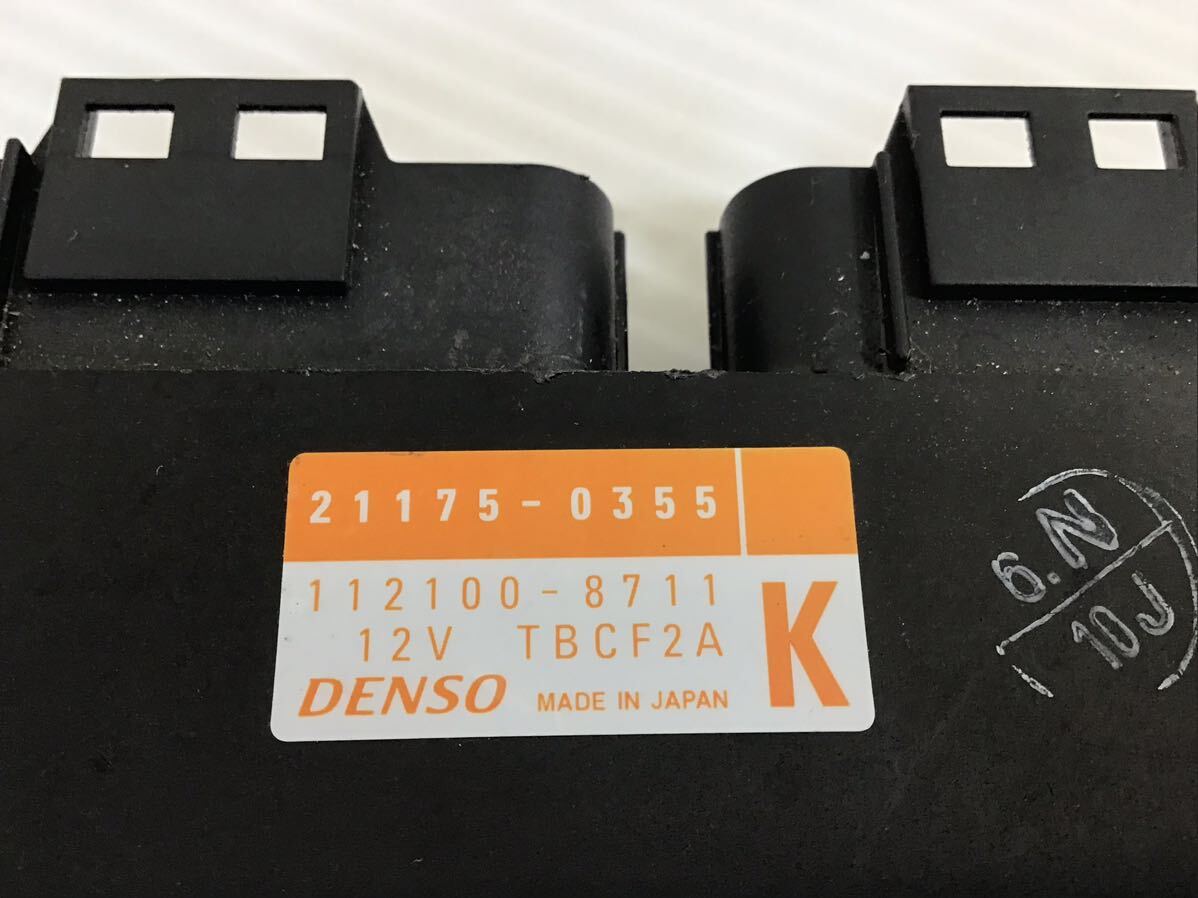 21175-0355
112100-8711
12V TBCF2A
K
DENSO MADE IN JAPAN
6.N
10J